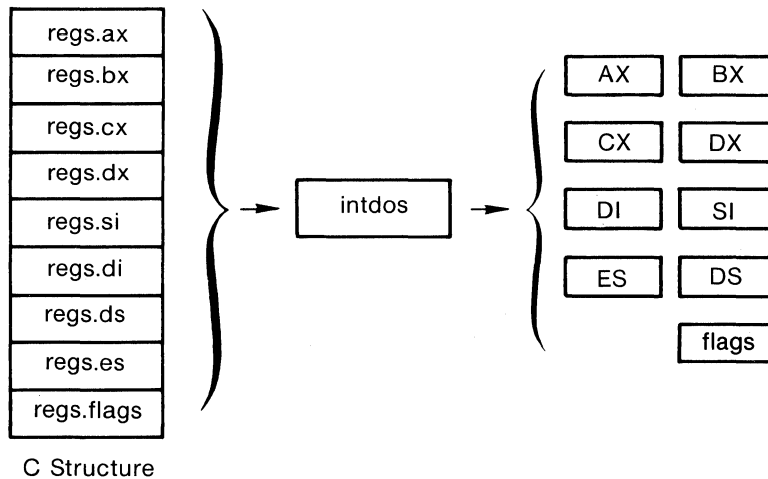 regs.ax
regs.bx
regs.cx
regs.dx
regs.si
regs.di
regs.ds
regs.es
regs.flags
C Structure
intdos
AX BX
CX DX
DI SI
ES DS
flags